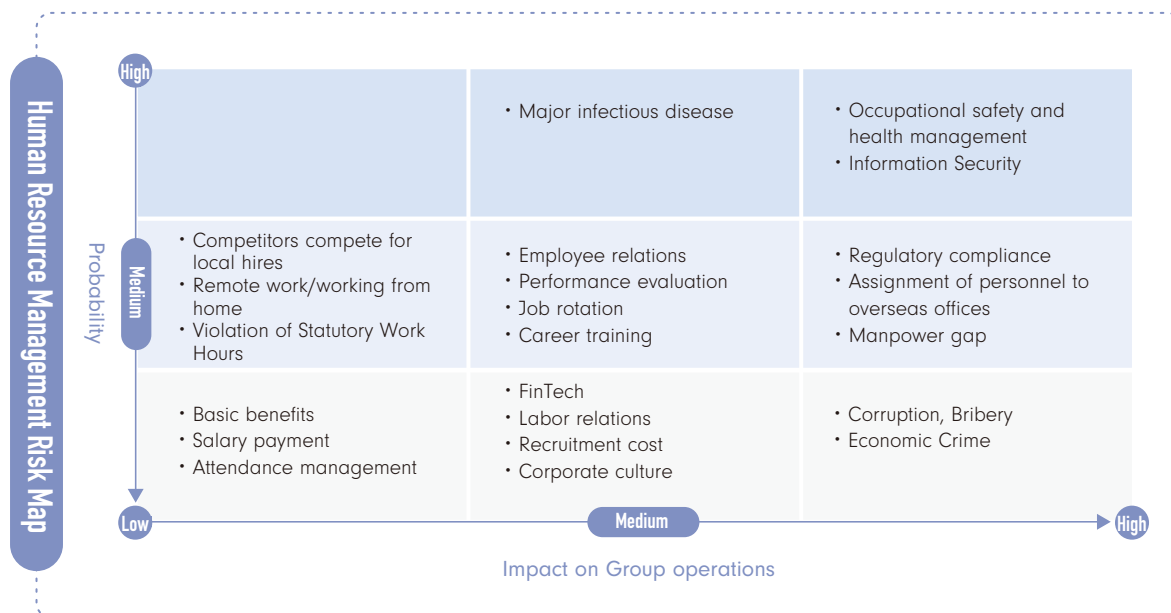 Human Resource Management Risk Map
High
Probability
Medium
Low
Medium
High
Impact on Group operations
・Major infectious disease
・Occupational safety and
health management
・Information Security
・Competitors compete for
local hires
・Remote work/working from
home
・Violation of Statutory Work
Hours
・Employee relations
・Performance evaluation
・Job rotation
・Career training
・Regulatory compliance
・Assignment of personnel to
overseas offices
・Manpower gap
・Basic benefits
・Salary payment
・Attendance management
・FinTech
・Labor relations
・Recruitment cost
・Corporate culture
・Corruption, Bribery
・Economic Crime